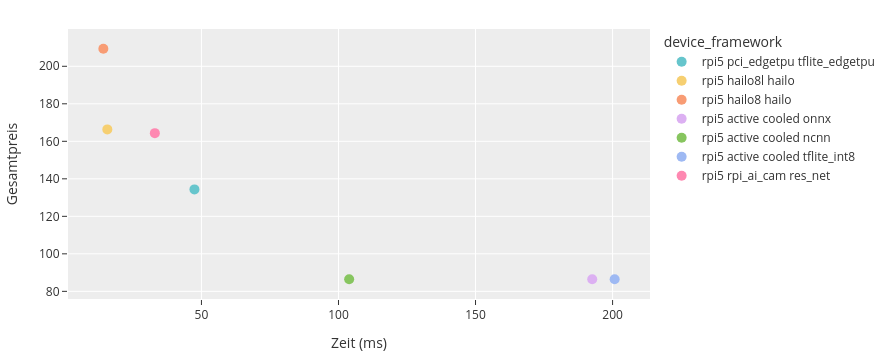 Gesamtpreis
200
180
160
140
120
100
80
50
100
150
200
Zeit (ms)
device_framework
rpi5 pci_edgetpu tflite_edgetpu
rpi5 hailo8l hailo
rpi5 hailo8 hailo
rpi5 active cooled onnx
rpi5 active cooled ncnn
rpi5 active cooled tflite_int8
rpi5 rpi_ai_cam res_net